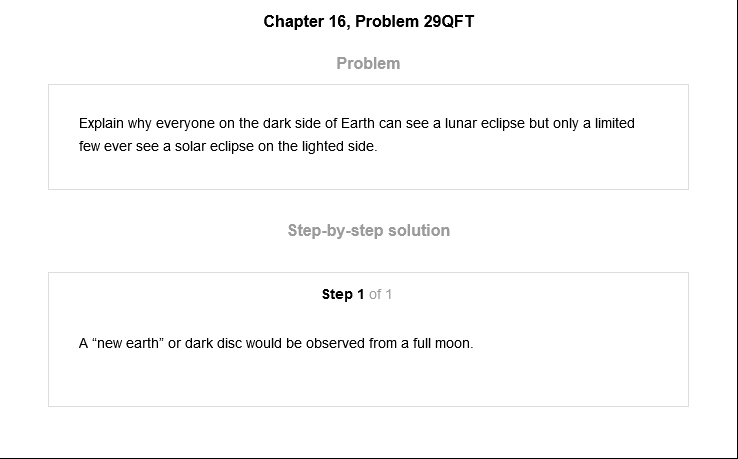 Chapter 16, Problem 29QFT
Problem
Explain why everyone on the dark side of Earth can see a lunar eclipse but only a limited
few ever see a solar eclipse on the lighted side.
Step-by-step solution
Step 1 of 1
A “new earth” or dark disc would be observed from a full moon.